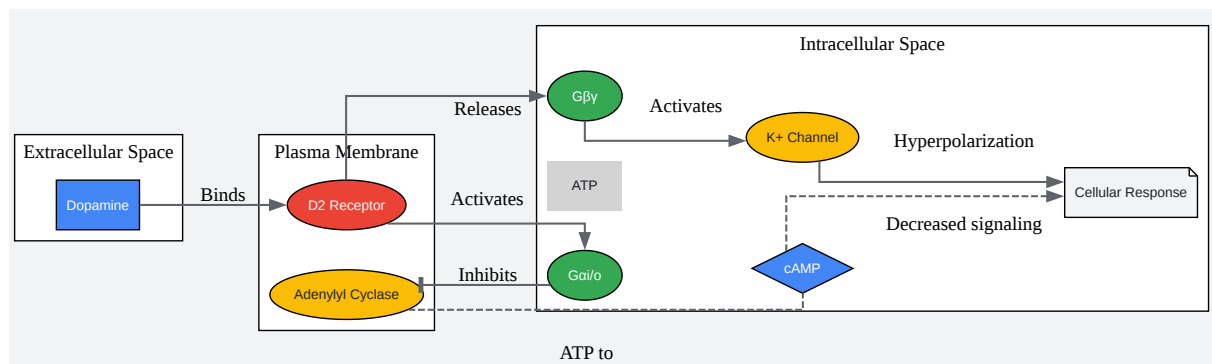 Intracellular Space
Gβγ
Releases
Activates
K+ Channel
Hyperpolarization
Extracellular Space
Plasma Membrane
ATP
Cellular Response
Dopamine
Binds
D2 Receptor
Activates
Decreased signaling
Inhibits
Gαi/o
cAMP
Adenylyl Cyclase
ATP to